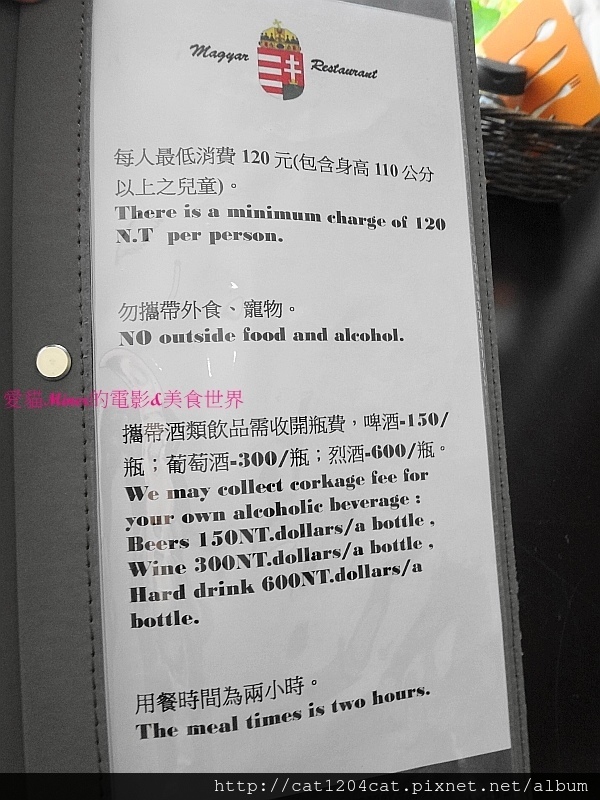 Magyar Restaurant
每人最低消費 120 元(包含身高 110 公分
以上之兒童)。
There is a minimum charge of 120
N.T per person.
勿攜帶外食、寵物。
NO outside food and alcohol.
愛貓 的電影&美食世界
攜帶酒類飲品需收開瓶費，啤酒-150/
瓶；葡萄酒-300/瓶；烈酒-600/瓶。
We may collect corkage fee for
your own alcoholic beverage :
Beers 150NT.dollars/a bottle ,
Wine 300NT.dollars/a bottle ,
Hard drink 600NT.dollars/a
bottle.
用餐時間為兩小時。
The meal times is two hours.
http://cat1204cat.pixnet.net/album